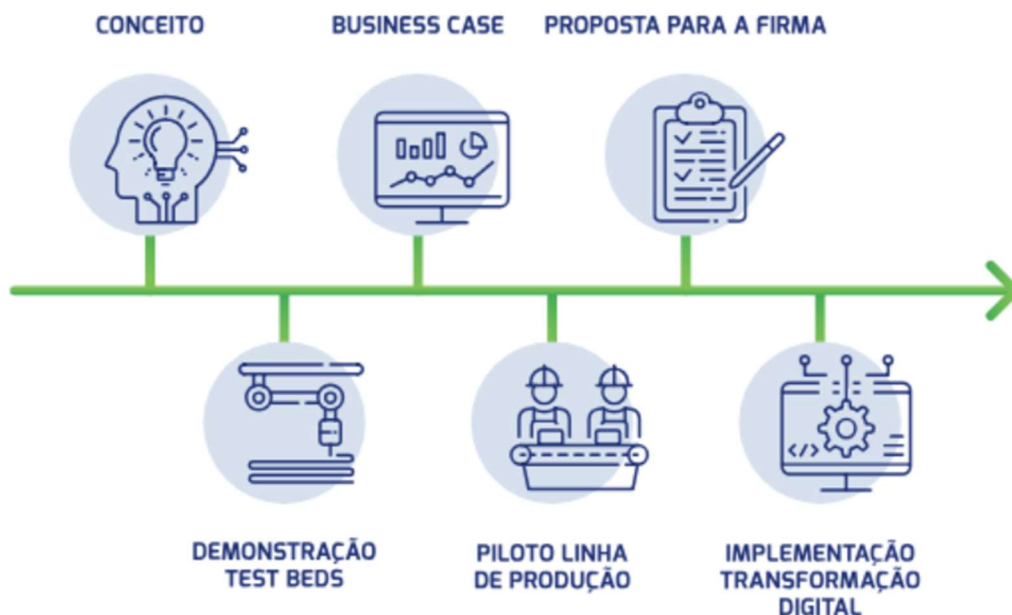 CONCEITO
BUSINESS CASE
PROPOSTA PARA A FIRMA
</>
DEMONSTRAÇÃO
TEST BEDS
PILOTO LINHA
DE PRODUÇÃO
IMPLEMENTAÇÃO
TRANSFORMAÇÃO
DIGITAL